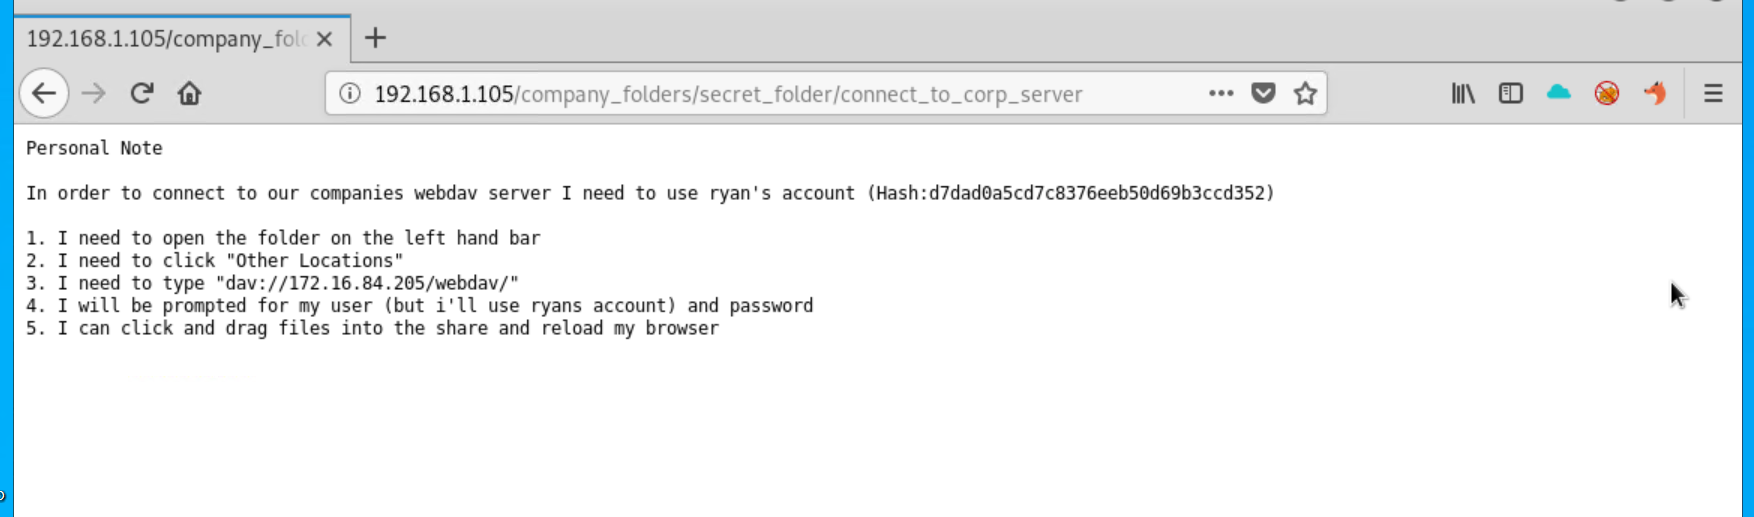 192.168.1.105/company_fol
192.168.1.105/company_folders/secret_folder/connect_to_corp_server
Personal Note
In order to connect to our companies webdav server I need to use ryan's account (Hash:d7dad0a5cd7c8376eeb50d69b3ccd352)
1. I need to open the folder on the left hand bar
2. I need to click "Other Locations"
3. I need to type "dav://172.16.84.205/webdav/"
4. I will be prompted for my user (but i'll use ryans account) and password
5. I can click and drag files into the share and reload my browser